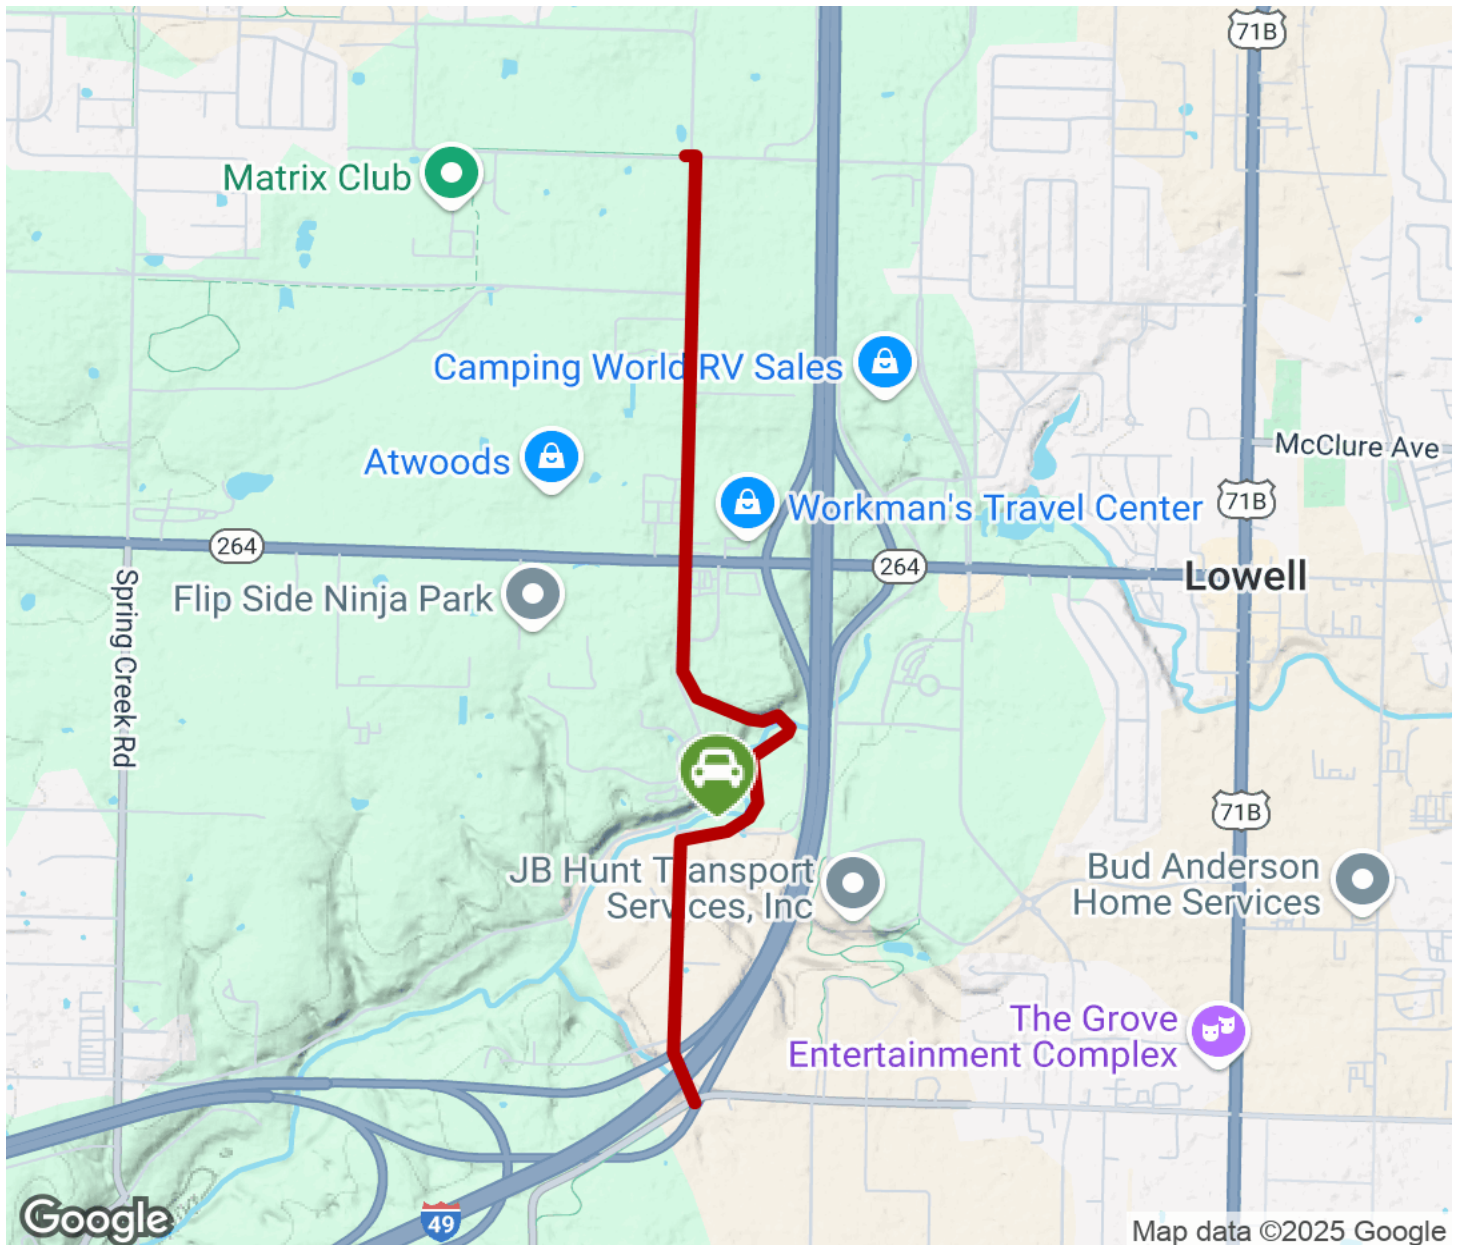 71B
Matrix Club
Camping World RV Sales
McClure Ave
Atwoods
71B
Workman's Travel Center
264
264
Lowell
Flip Side Ninja Park
Spring Creek Rd
71B
JB Hunt Transport
Services, Inc
Bud Anderson
Home Services
The Grove
Entertainment Complex
Google
49
Map data ©2025 Google